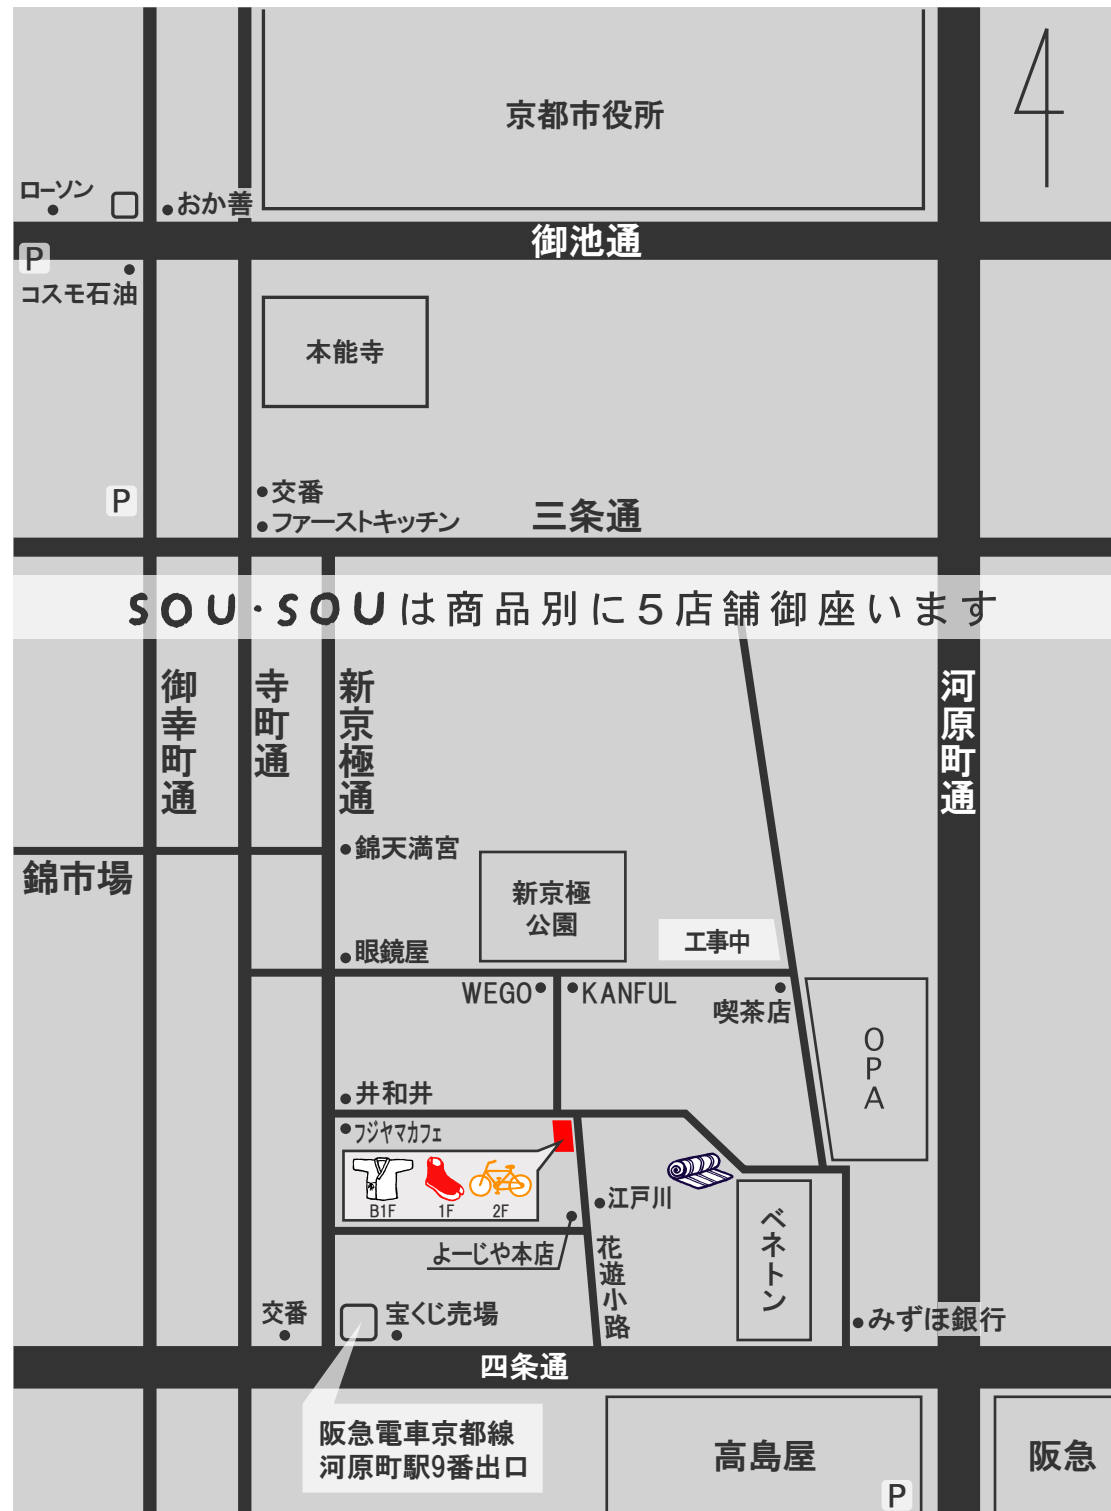 京都市役所
ローソン
おか善
御池通
P
コスモ石油
本能寺
P
交番
ファーストキッチン
三条通
SOU・SOUは商品別に5店舗御座います
御幸町通
寺町通
新京極通
河原町通
錦天満宮
錦市場
新京極
公園
工事中
眼鏡屋
WEGO
KANFUL
喫茶店
OPA
井和井
フジヤマカフェ
B1F
1F
2F
江戸川
よーじや本店
花遊小路
ベネトン
交番
宝くじ売場
みずほ銀行
四条通
阪急電車京都線
河原町駅9番出口
高島屋
阪急
P